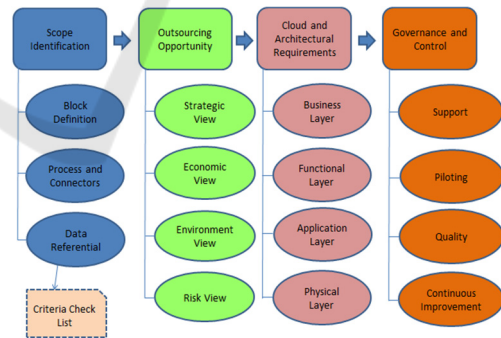 Scope
Identification
Outsourcing
Opportunity
Cloud and
Architectural
Requirements
Governance and
Control
Block
Definition
Process and
Connectors
Data
Referential
Criteria Check
List
Strategic
View
Economic
View
Environment
View
Risk View
Business
Layer
Functional
Layer
Application
Layer
Physical
Layer
Support
Piloting
Quality
Continuous
Improvement